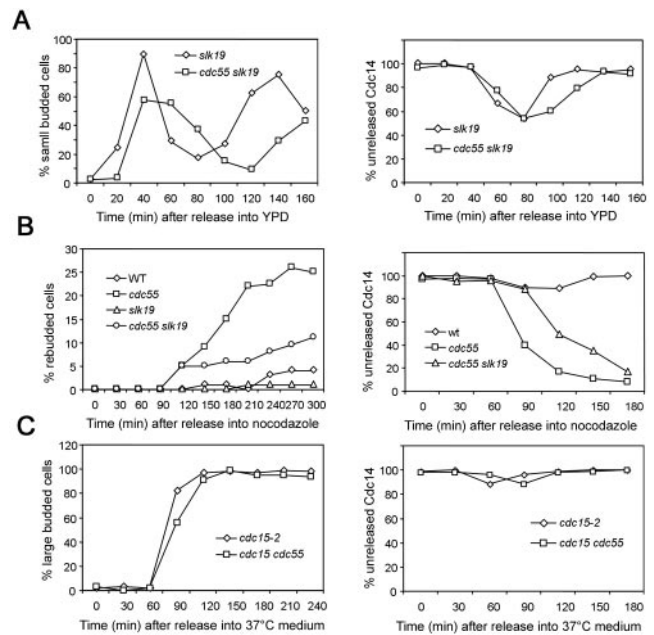 A
% samll budded cells
100
80
60
40
20
0
slk19
cdc55 slk19
0 20 40 60 80 100 120 140 160
Time (min) after release into YPD
% unreleased Cdc14
120
100
80
60
40
20
0
slk19
cdc55 slk19
0 20 40 60 80 100 120 150 160
Time (min) after release into YPD
B
% rebudded cells
30
25
20
15
10
5
0
WT
cdc55
slk19
cdc55 slk19
0 30 60 90 120 150 180 200 210 240 270 300
Time (min) after release into nocodazole
% unreleased Cdc14
120
100
80
60
40
20
0
wt
cdc55
cdc55 slk19
0 30 60 90 120 150 180
Time (min) after release into nocodazole
C
% large budded cells
120
100
80
60
40
20
0
cdc15-2
cdc15 cdc55
0 30 60 90 120 150 180 210 240
Time (min) after release into 37°C medium
% unreleased Cdc14
120
100
80
60
40
20
0
cdc15-2
cdc15 cdc55
0 30 60 90 120 150 180
Time (min) after release into 37°C medium